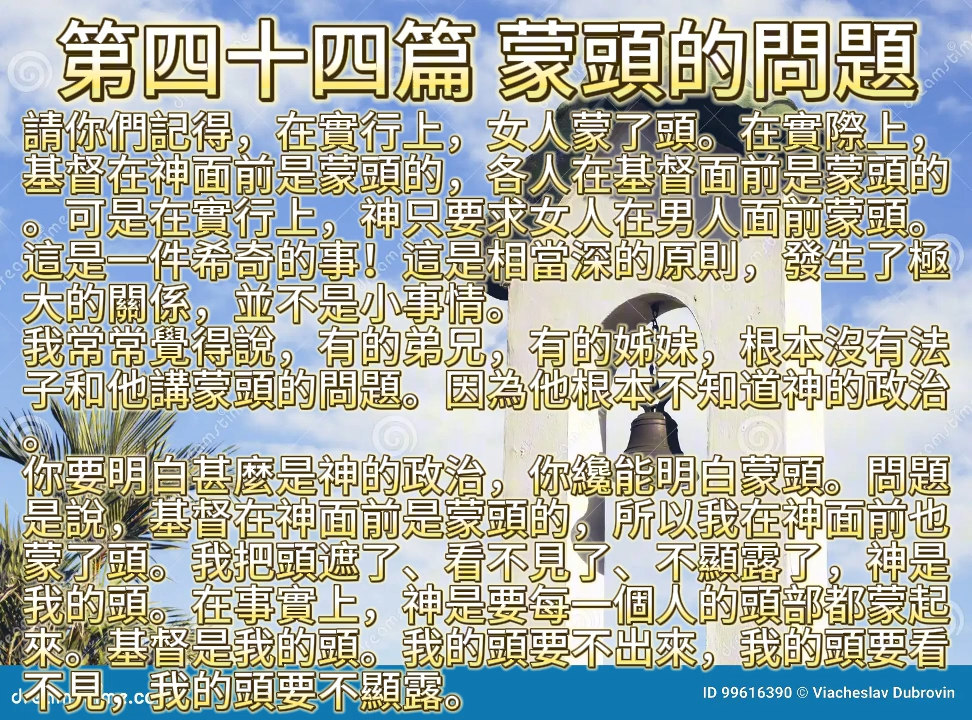 第四十四篇 蒙頭的問題
請你們記得，在實行上，女人蒙了頭。在實際上，
基督在神面前是蒙頭的，各人在基督面前是蒙頭的
。可是在實行上，神只要求女人在男人面前蒙頭。
這是一件希奇的事！這是相當深的原則，發生了極
大的關係，並不是小事情。
我常常覺得說，有的弟兄，有的姊妹，根本沒有法
子和他講蒙頭的問題。因為他根本不知道神的政治
。
你要明白甚麼是神的政治，你纔能明白蒙頭。問題
是說，基督在神面前是蒙頭的，所以我在神面前也
蒙了頭。我把頭遮了、看不見了、不顯露了，神是
我的頭。在事實上，神是要每一個人的頭部都蒙起
來。基督是我的頭。我的頭要不出來，我的頭要看
不見，我的頭要不顯露。
ID 99616390 © Viacheslav Dubrovin